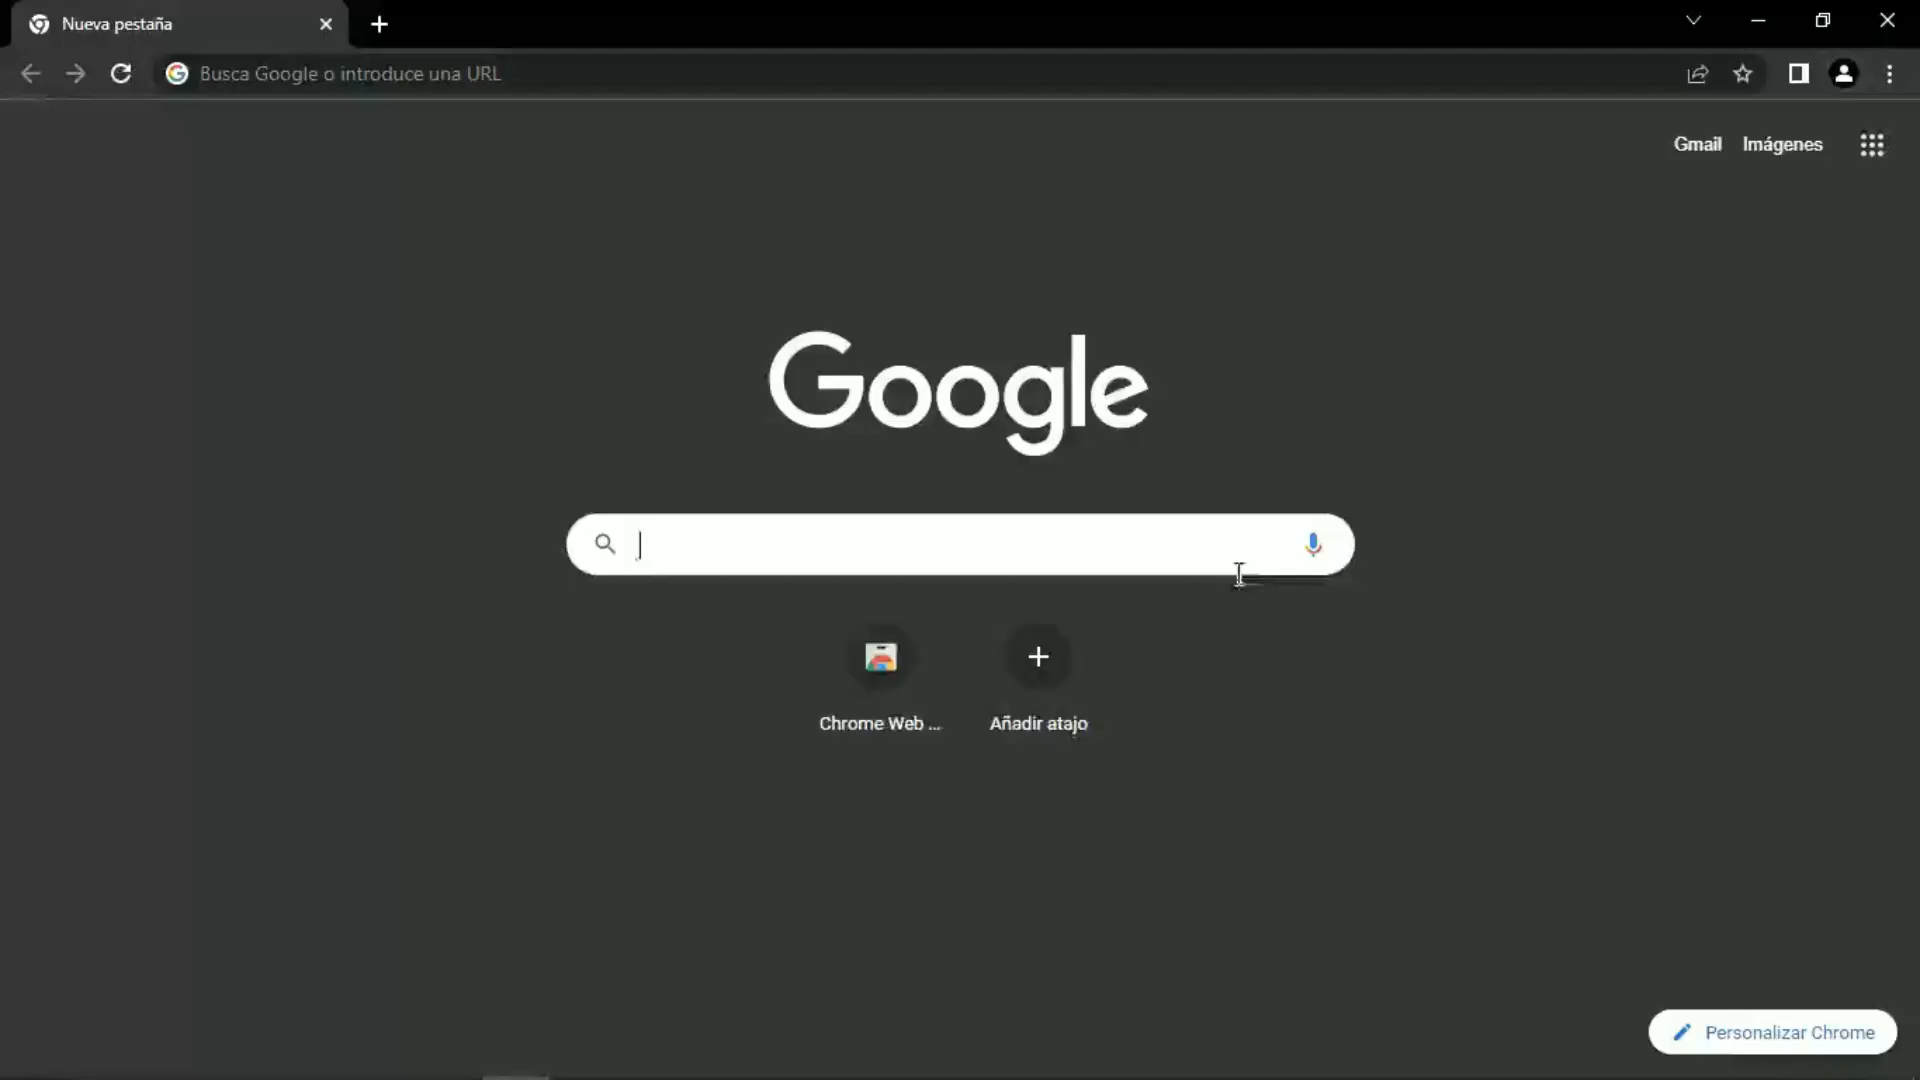 Nueva pestaña
Busca Google o introduce una URL
Gmail Imágenes
Google
Chrome Web ...
Añadir atajo
Personalizar Chrome